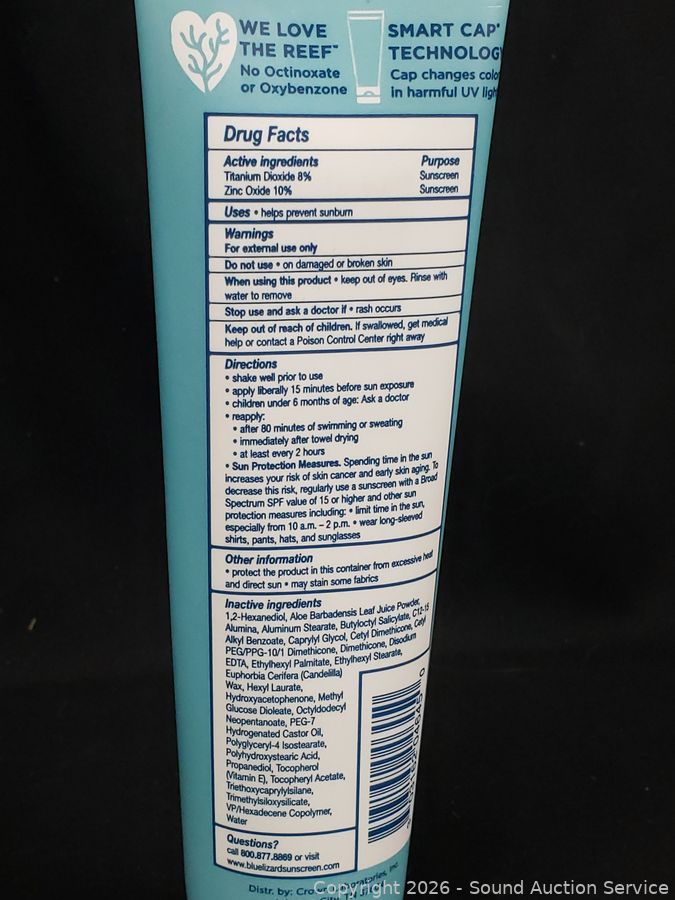 WE LOVE
THE REEF™
No Octinoxate
or Oxybenzone
SMART CAP®
Cap changes
in harmful UV
Drug Facts
Active ingredients Purpose
Titanium Dioxide 8% Sunscreen
Zinc Oxide 10% Sunscreen
Uses • helps prevent sunburn
Warnings
For external use only
Do not use • on damaged or broken skin
When using this product • keep out of eyes. Rinse with
water to remove
Stop use and ask a doctor if • rash occurs
Keep out of reach of children. If swallowed, get medical
help or contact a Poison Control Center right away
Directions
• shake well prior to use
• apply liberally 15 minutes before sun exposure
• children under 6 months of age: Ask a doctor
• reapply:
• after 80 minutes of swimming or sweating
• immediately after towel drying
• at least every 2 hours
• Sun Protection Measures. Spending time in the sun
increases your risk of skin cancer and early skin aging. To
decrease this risk, regularly use a sunscreen with a Broad
Spectrum SPF value of 15 or higher and other sun
protection measures including: • limit time in the sun,
especially from 10 a.m. – 2 p.m. • wear long-sleeved
shirts, pants, hats, and sunglasses
Other information
• protect the product in this container from excessive heat
and direct sun • may stain some fabrics
Inactive ingredients
1,2-Hexanediol, Aloe Barbadensis Leaf Juice Powder,
Alumina, Aluminum Stearate, Butyloctyl Salicylate, C12-15
Alkyl Benzoate, Caprylyl Glycol, Cetyl Dimethicone, Cetyl
PEG/PPG-10/1 Dimethicone, Dimethicone, Disodium
EDTA, Ethylhexyl Palmitate, Ethylhexyl Stearate,
Euphorbia Cerifera (Candelilla)
Wax, Hexyl Laurate,
Hydroxyacetophenone, Methyl
Glucose Dioleate, Octyldodecyl
Neopentanoate, PEG-7
Hydrogenated Castor Oil,
Polyglyceryl-4 Isostearate,
Polyhydroxystearic Acid,
Propanediol, Tocopherol
(Vitamin E), Tocopheryl Acetate,
Triethoxycaprylylsilane,
Trimethylsiloxysilicate,
VP/Hexadecene Copolymer,
Water
Questions?
call 800.877.8869 or visit
www.bluelizardsunscreen.com
Distr. by:
Copyright 2026 - Sound Auction Service